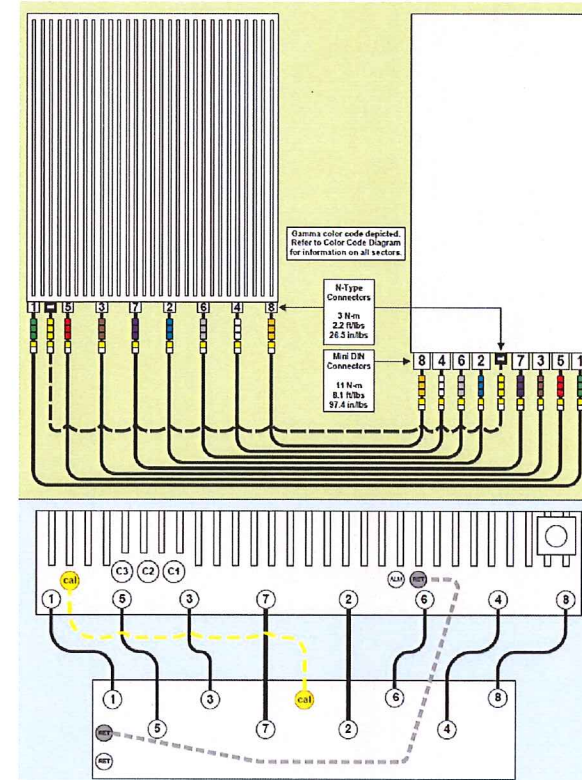 Gamma color code depicted.
Refer to Color Code Diagram
for information on all sectors.
N-Type
Connectors
3 N-m
2.2 ft/lbs
26.5 in/lbs
1 5 3 7 2 6 4 8
Mini DIN
Connectors
11 N-m
8.1 ft/lbs
97.4 in/lbs
8 4 6 2 7 3 5 1
C3 C2 C1
cal ALM RET
1 5 3 7 2 6 4 8
1 3 cal 6 8
5 7 2 4
RET
RET